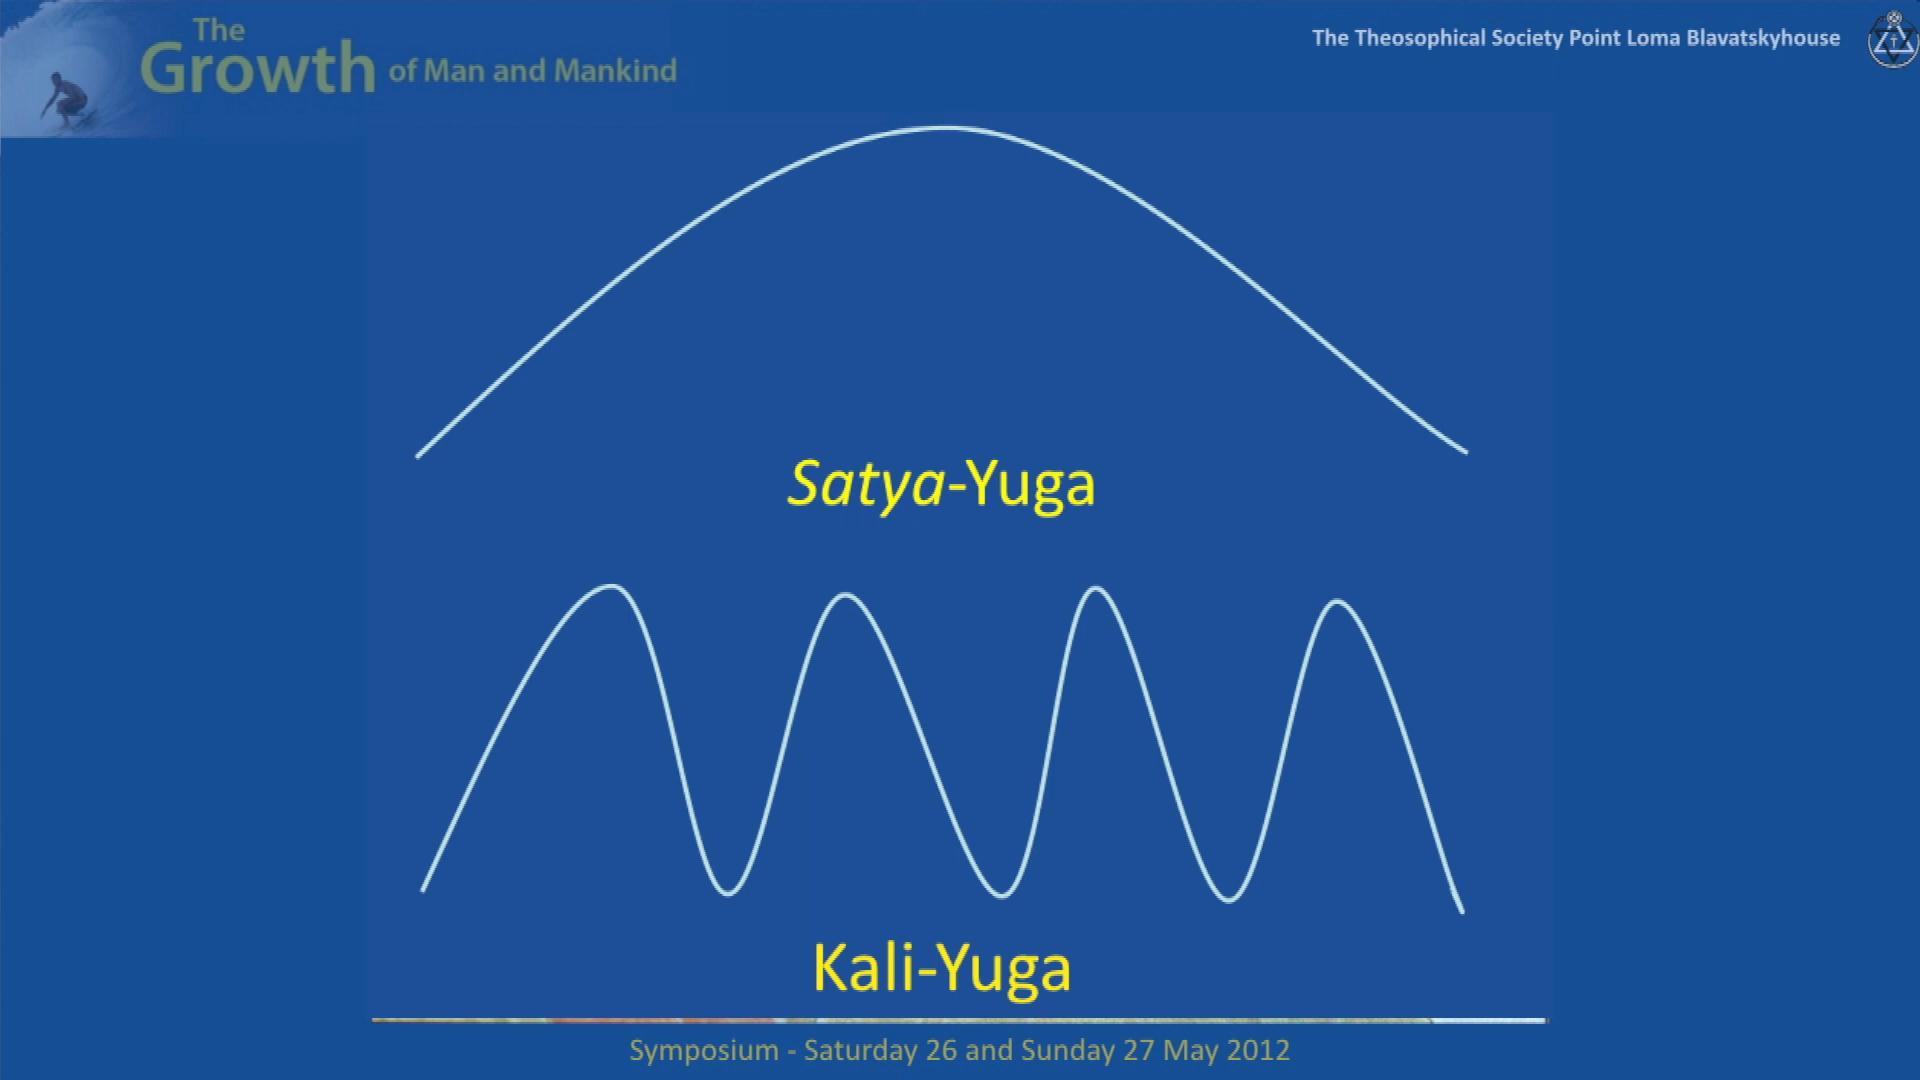 The
Growth of Man and Mankind
The Theosophical Society Point Loma Blavatskyhouse
Satya-Yuga
Kali-Yuga
Symposium - Saturday 26 and Sunday 27 May 2012